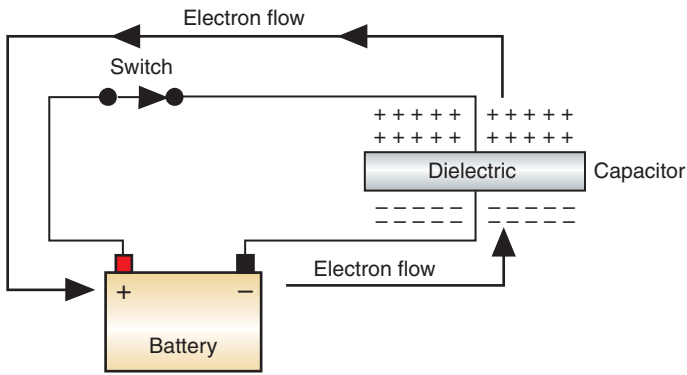 Electron flow
Switch
+ + + + + + + + + +
+ + + + + + + + + +
Dielectric
Capacitor
– – – – – – – – – –
– – – – – – – – – –
Electron flow
+ –
Battery